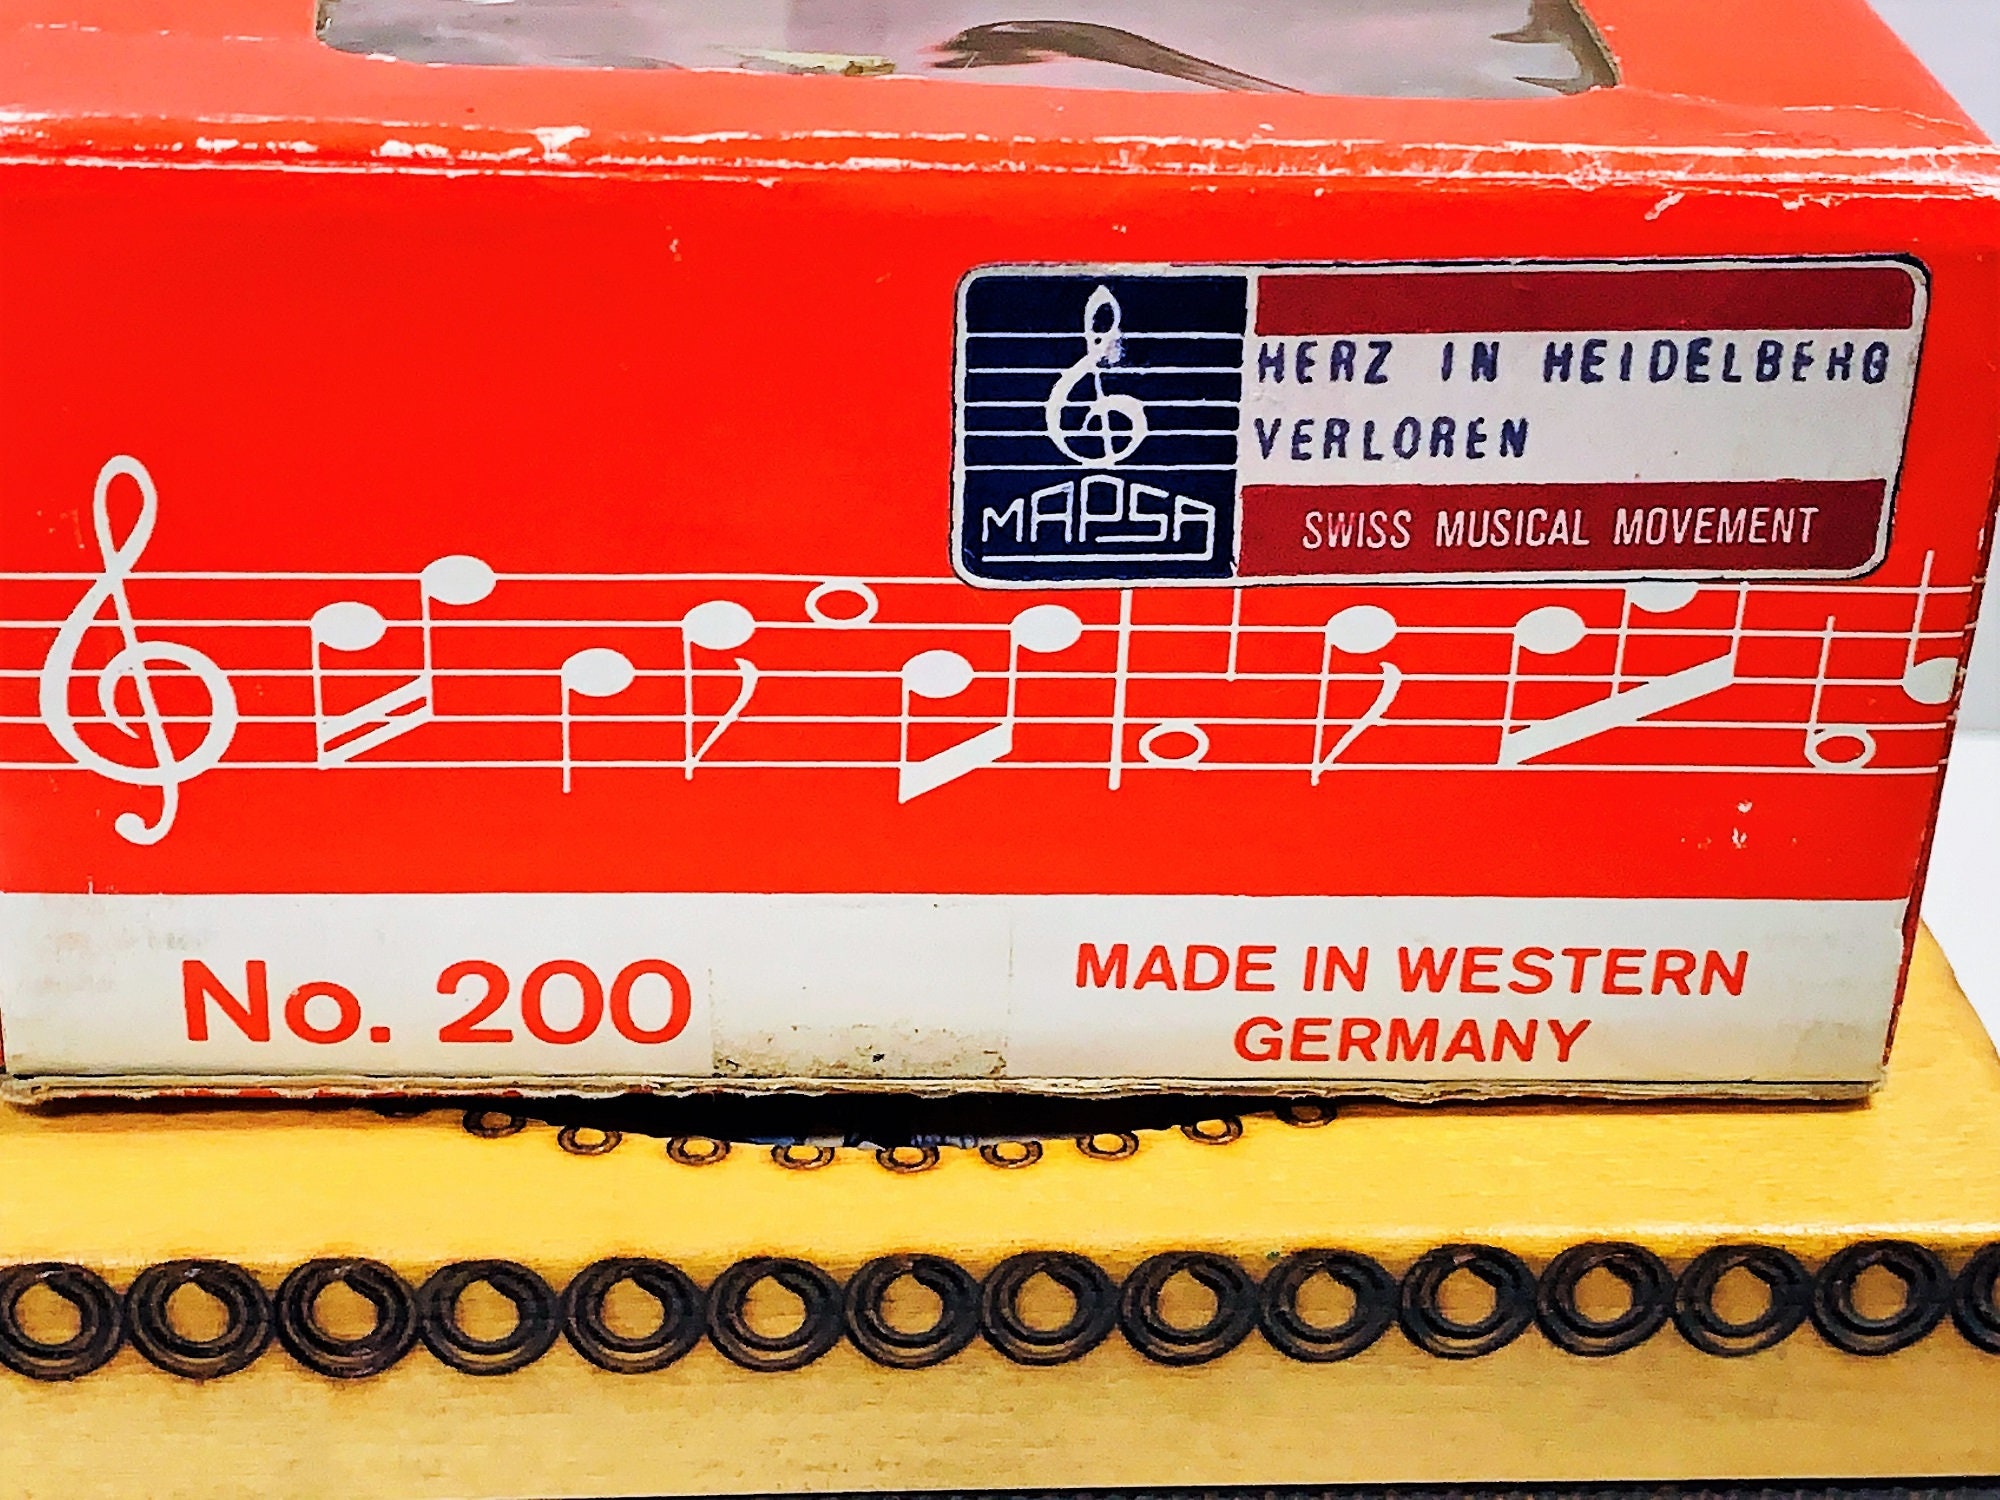 HERZ IN HEIDELBERG
VERLOREN
MAPSA
SWISS MUSICAL MOVEMENT
No. 200
MADE IN WESTERN
GERMANY